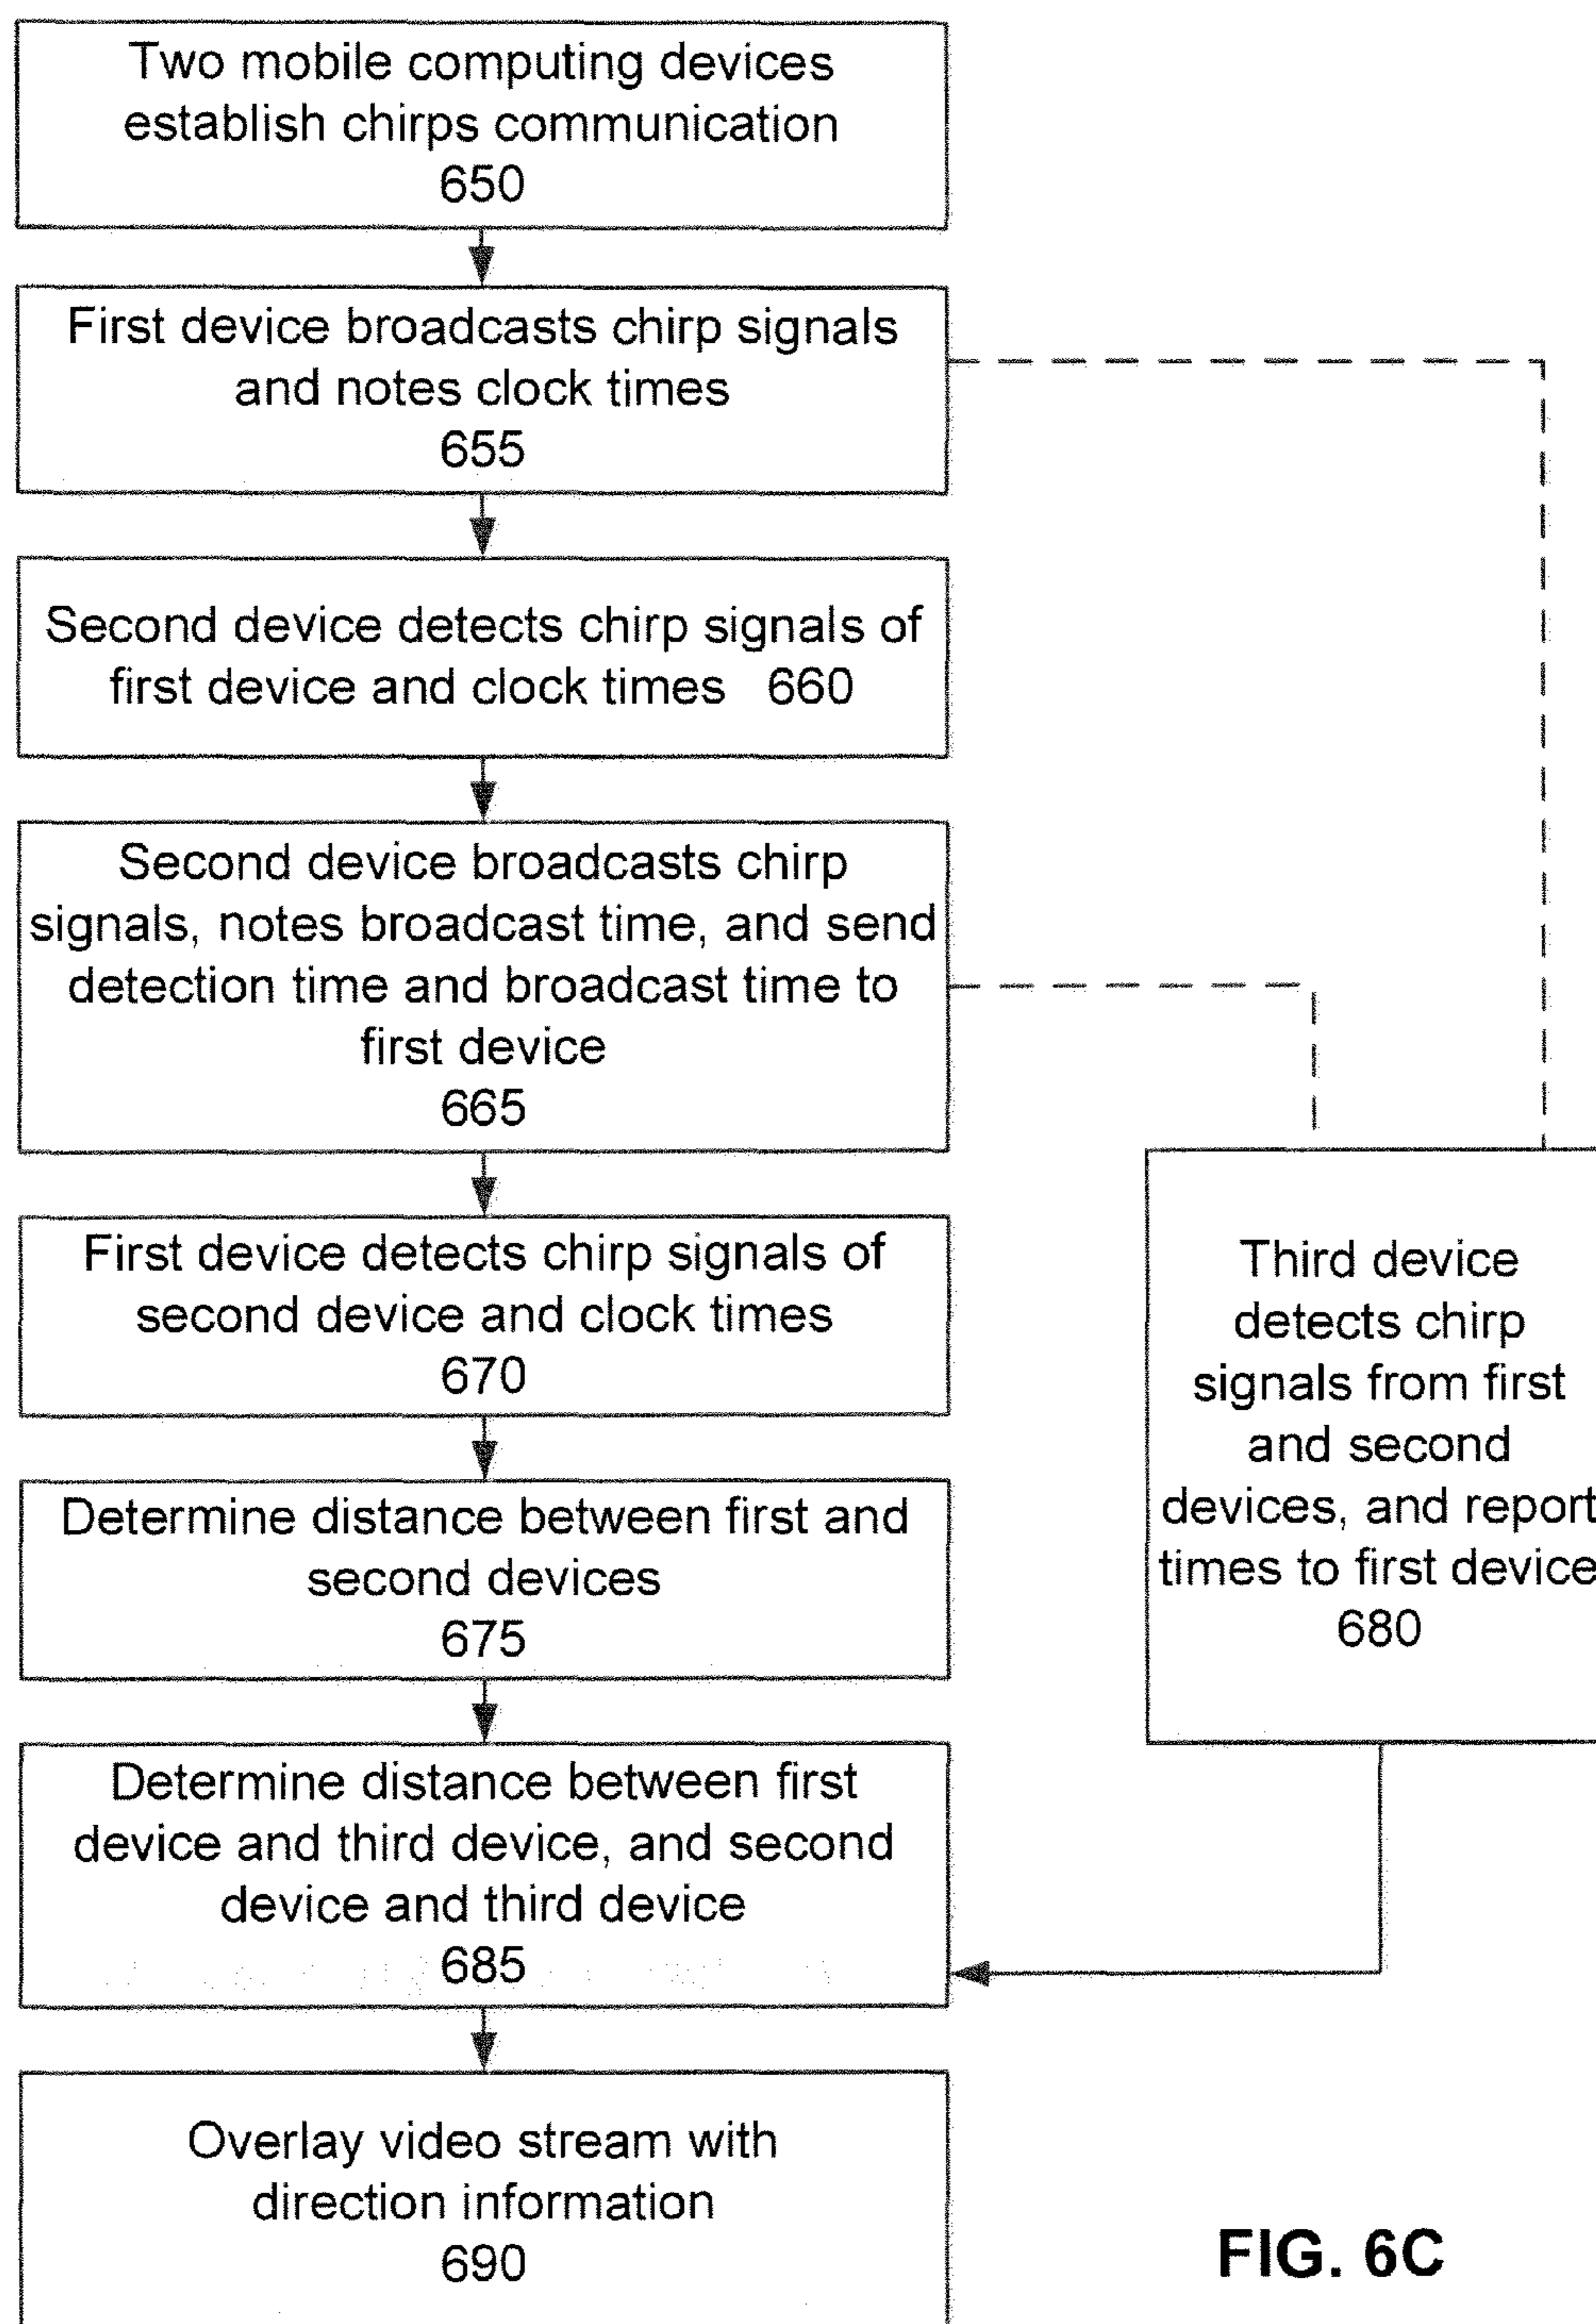 Two mobile computing devices
establish chirps communication
650
First device broadcasts chirp signals
and notes clock times
655
Second device detects chirp signals of
first device and clock times 660
Second device broadcasts chirp
signals, notes broadcast time, and send
detection time and broadcast time to
first device
665
First device detects chirp signals of
second device and clock times
670
Determine distance between first and
second devices
675
Third device
detects chirp
signals from first
and second
devices, and report
times to first device
680
Determine distance between first
device and third device, and second
device and third device
685
Overlay video stream with
direction information
690
FIG. 6C